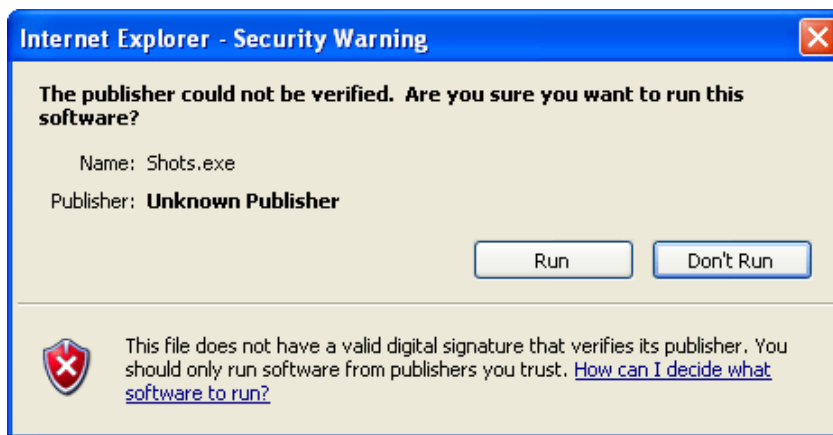 Internet Explorer - Security Warning
The publisher could not be verified.  Are you sure you want to run this
software?
Name: Shots.exe
Publisher: Unknown Publisher
Run
Don't Run
This file does not have a valid digital signature that verifies its publisher. You
should only run software from publishers you trust. How can I decide what
software to run?